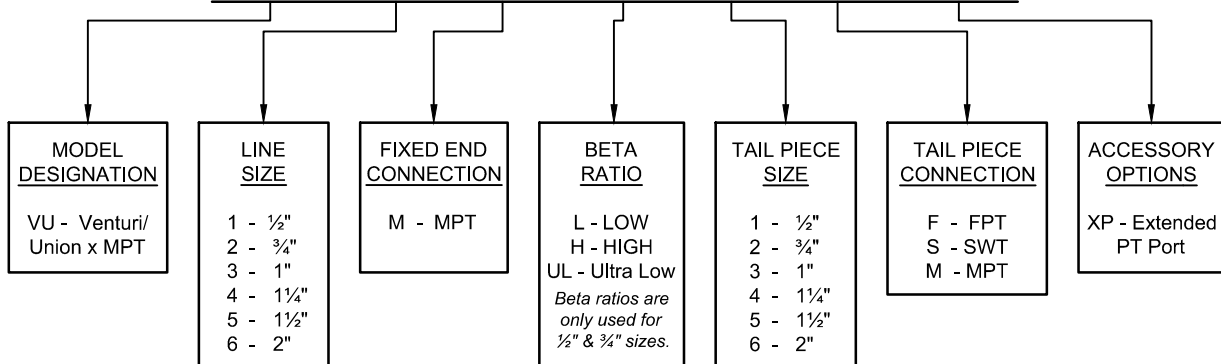 MODEL
DESIGNATION
VU - Venturi/
Union x MPT
LINE
SIZE
1 - ½"
2 - ¾"
3 - 1"
4 - 1¼"
5 - 1½"
6 - 2"
FIXED END
CONNECTION
M - MPT
BETA
RATIO
L - LOW
H - HIGH
UL - Ultra Low
Beta ratios are
only used for
½" & ¾" sizes.
TAIL PIECE
SIZE
1 - ½"
2 - ¾"
3 - 1"
4 - 1¼"
5 - 1½"
6 - 2"
TAIL PIECE
CONNECTION
F - FPT
S - SWT
M - MPT
ACCESSORY
OPTIONS
XP - Extended
PT Port